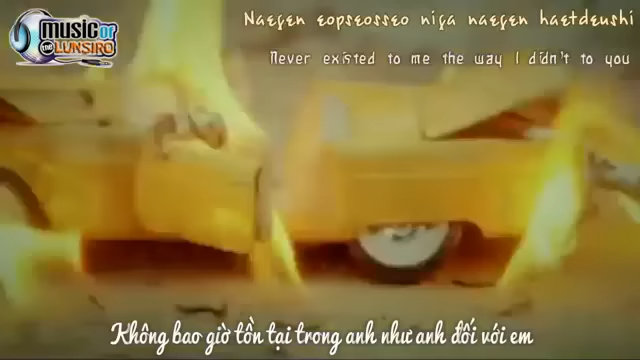 music or
the
LUNSIRO
Naegen eopseosseo niga naegen haetdeushi
Never existed to me the way I didn't to you
Không bao giờ tồn tại trong anh như anh đối với em